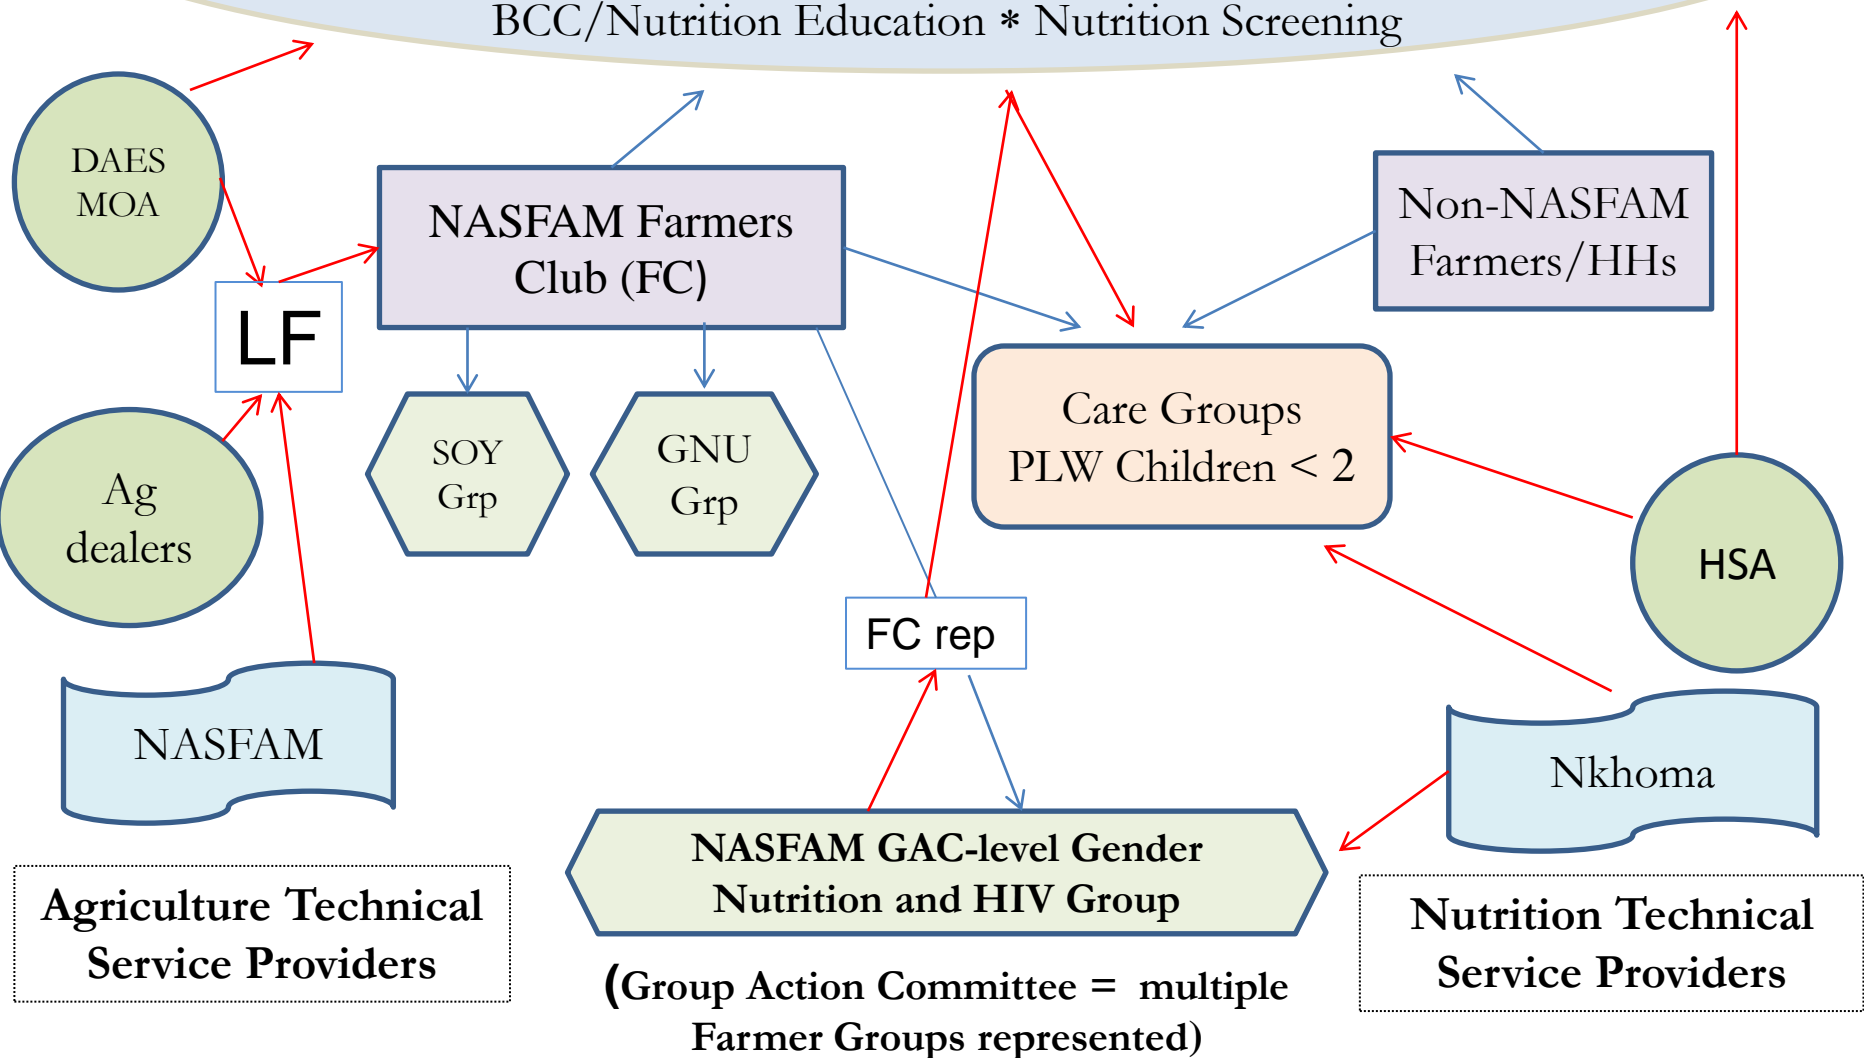 BCC/Nutrition Education * Nutrition Screening
DAES
MOA
NASFAM Farmers
Club (FC)
Non-NASFAM
Farmers/HHs
LF
SOY
Grp
GNU
Grp
Care Groups
PLW Children < 2
Ag
dealers
HSA
FC rep
NASFAM
Nkhoma
NASFAM GAC-level Gender
Nutrition and HIV Group
Agriculture Technical
Service Providers
Nutrition Technical
Service Providers
(Group Action Committee = multiple
Farmer Groups represented)